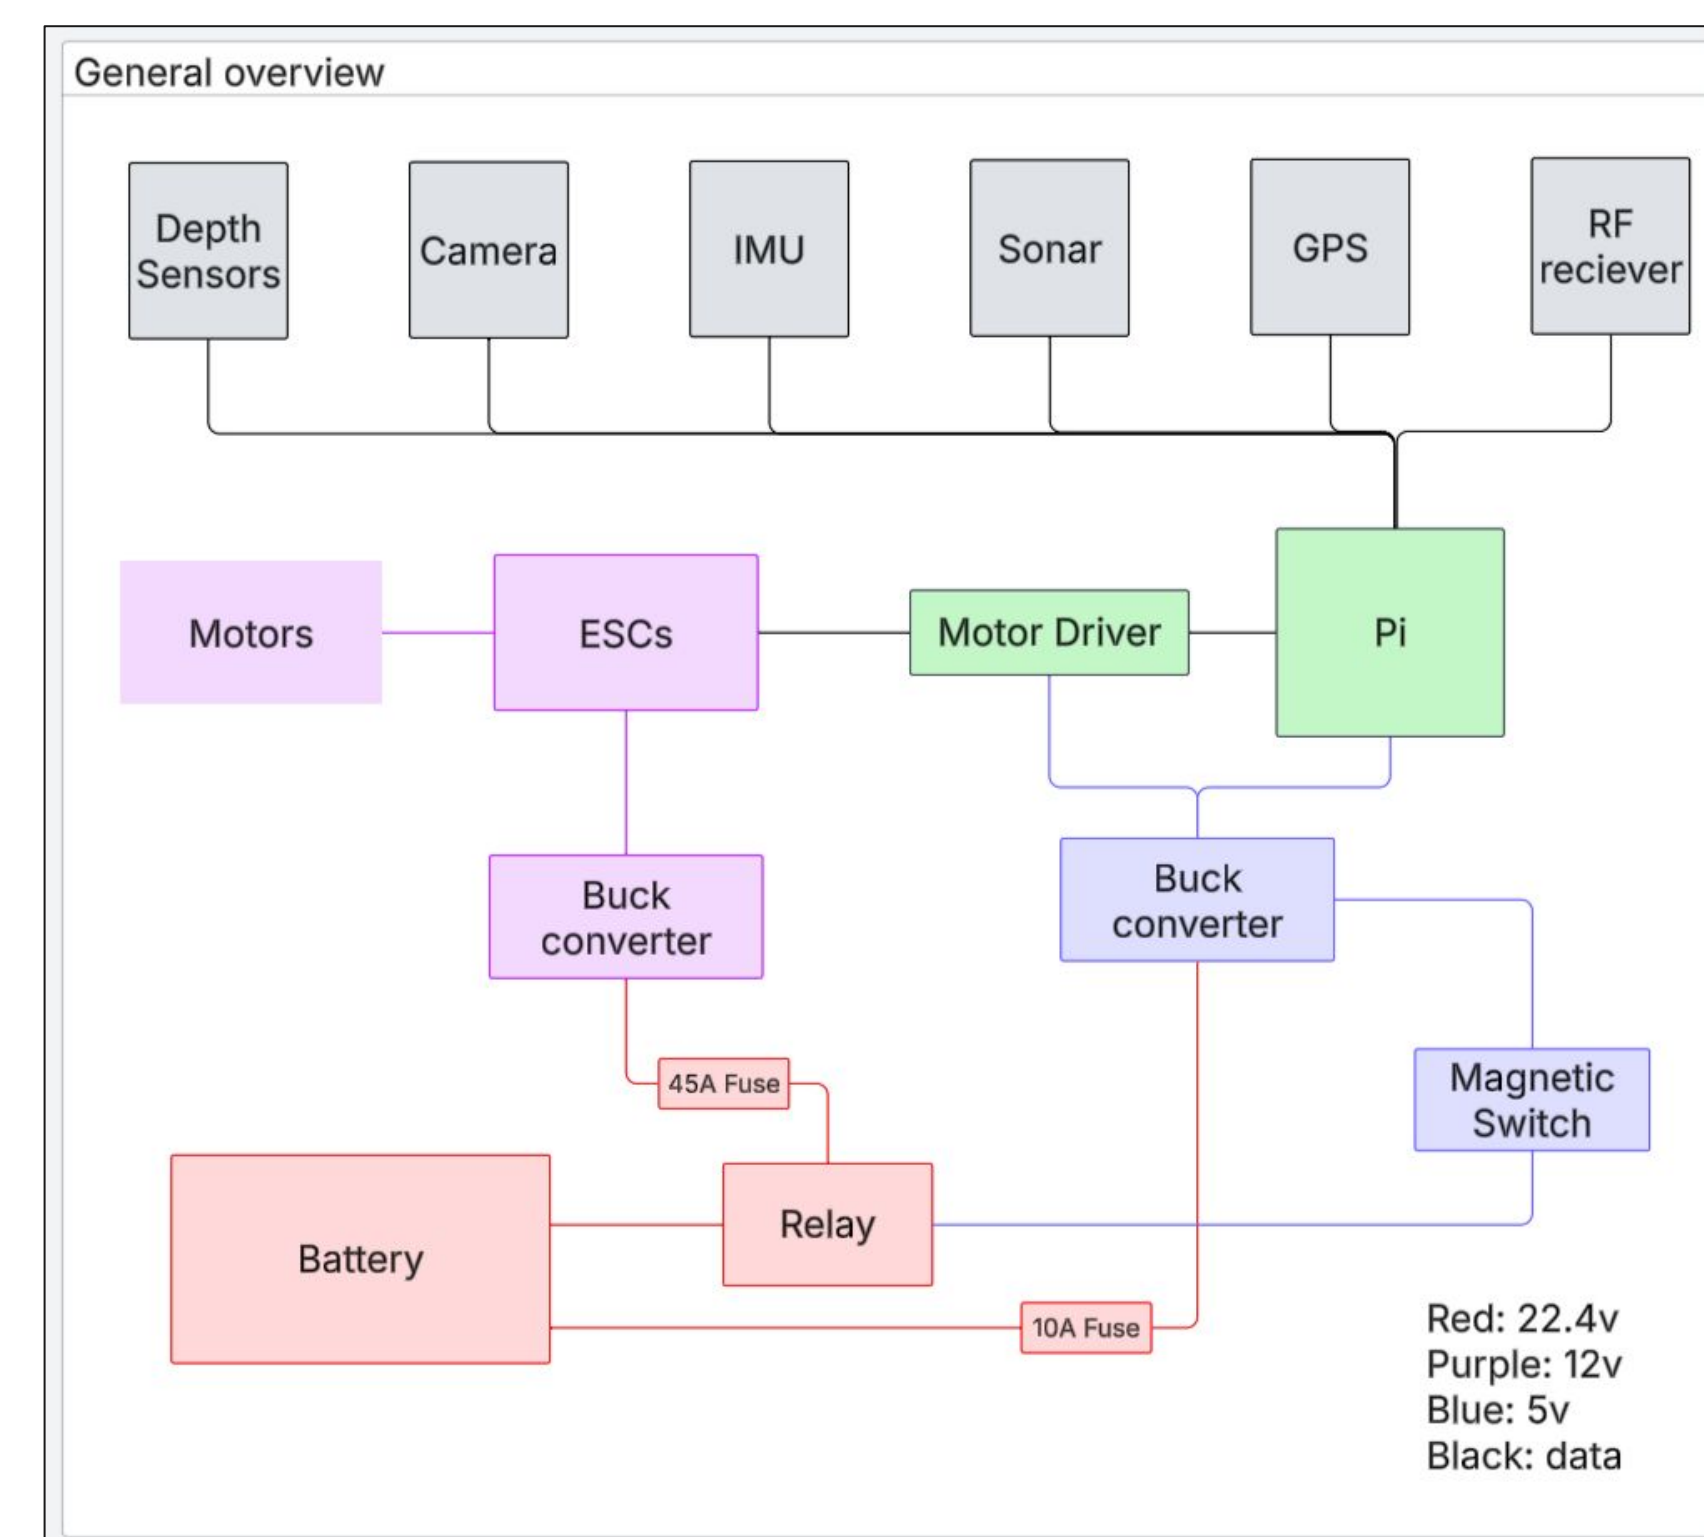 General overview
Depth
Sensors
Camera
IMU
Sonar
GPS
RF
reciever
Motors
ESCs
Motor Driver
Pi
Buck
converter
Buck
converter
45A Fuse
Magnetic
Switch
Battery
Relay
10A Fuse
Red: 22.4v
Purple: 12v
Blue: 5v
Black: data